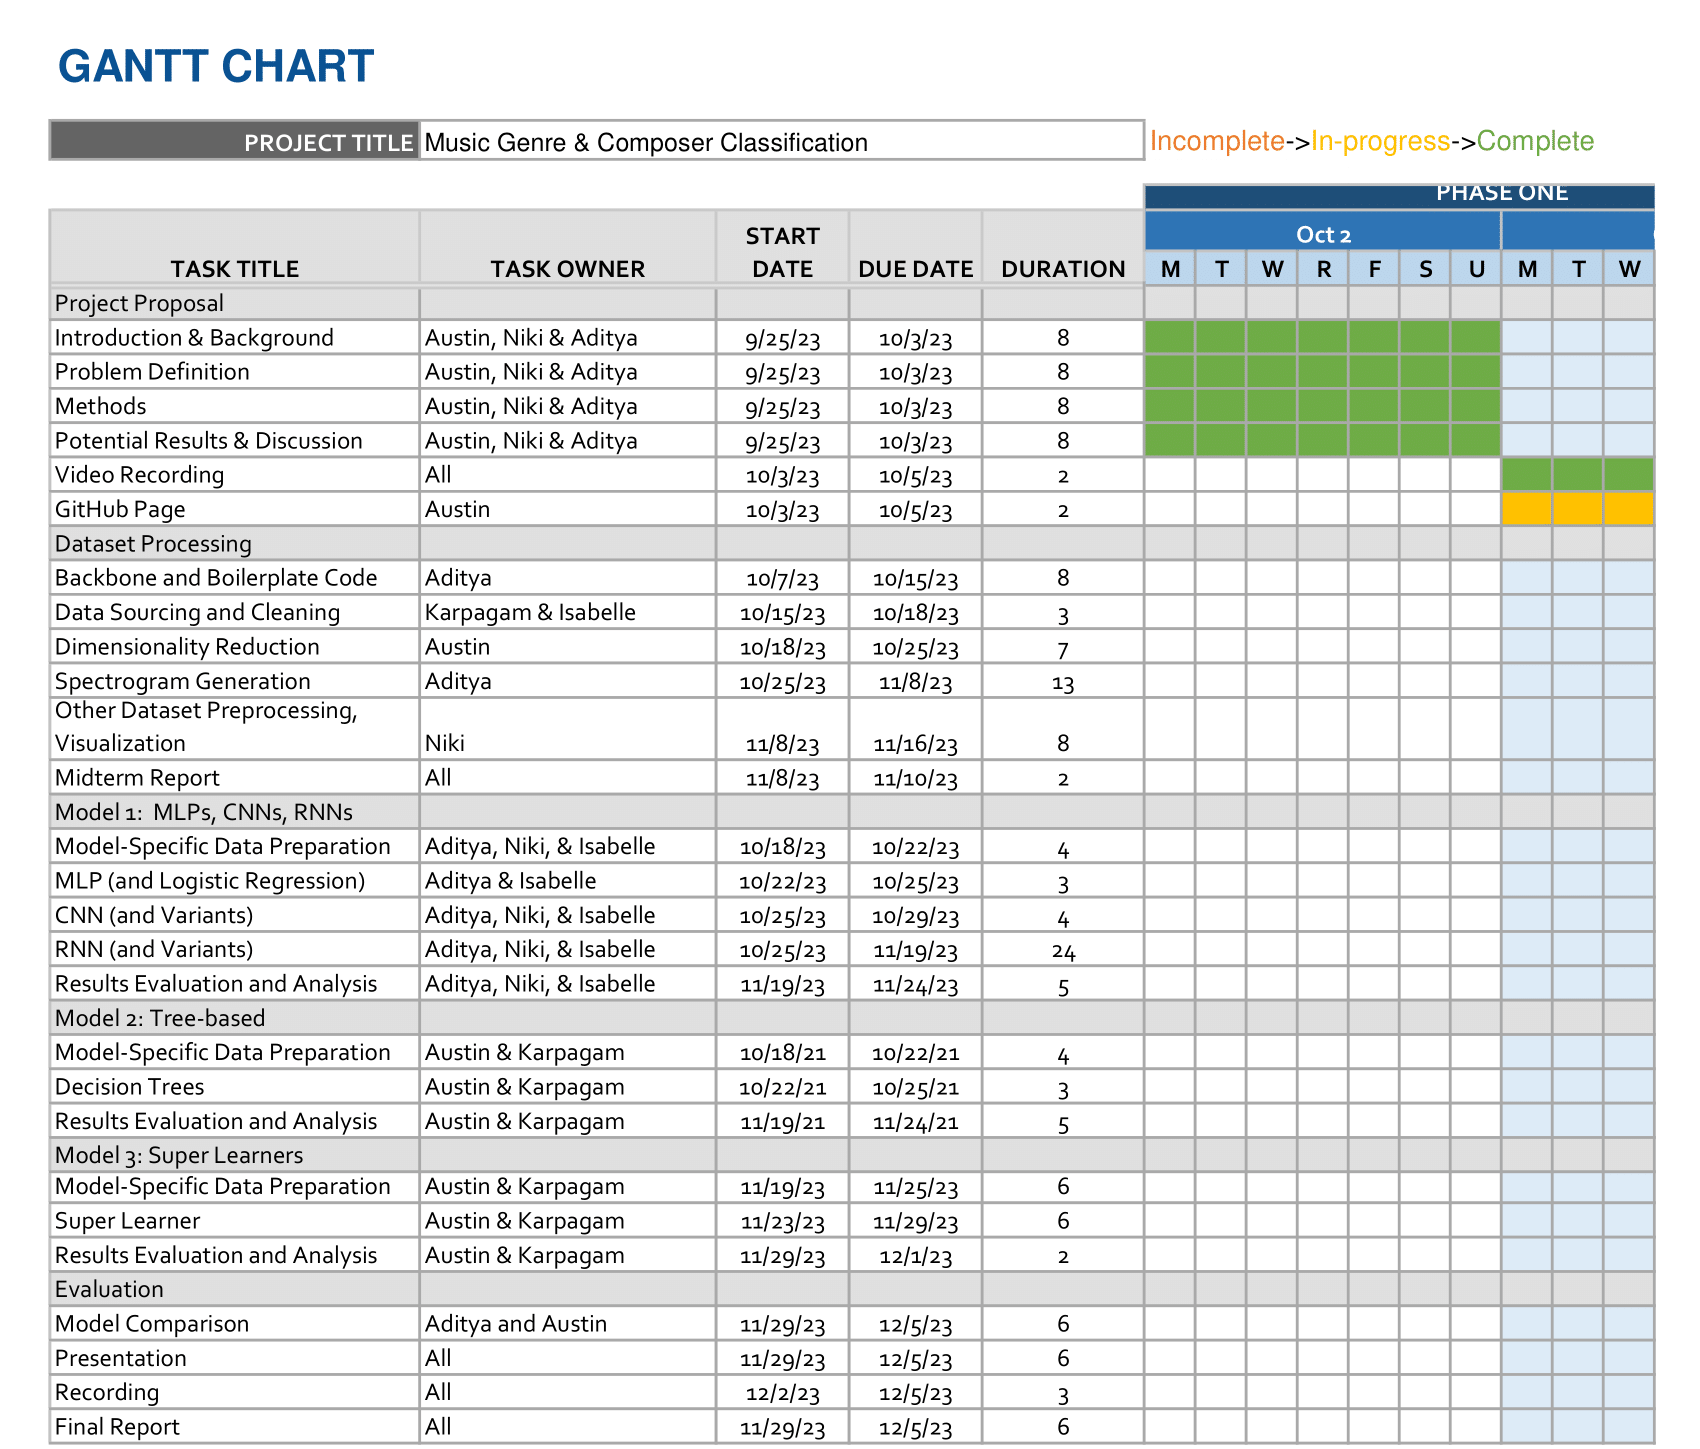 GANTT CHART
PROJECT TITLE Music Genre & Composer Classification Incomplete->In-progress->Complete
PHASE ONE
Oct 2
TASK TITLE TASK OWNER START DATE DUE DATE DURATION M T W R F S U M T W
Project Proposal
Introduction & Background Austin, Niki & Aditya 9/25/23 10/3/23 8
Problem Definition Austin, Niki & Aditya 9/25/23 10/3/23 8
Methods Austin, Niki & Aditya 9/25/23 10/3/23 8
Potential Results & Discussion Austin, Niki & Aditya 9/25/23 10/3/23 8
Video Recording All 10/3/23 10/5/23 2
GitHub Page Austin 10/3/23 10/5/23 2
Dataset Processing
Backbone and Boilerplate Code Aditya 10/7/23 10/15/23 8
Data Sourcing and Cleaning Karpagam & Isabelle 10/15/23 10/18/23 3
Dimensionality Reduction Austin 10/18/23 10/25/23 7
Spectrogram Generation Aditya 10/25/23 11/8/23 13
Other Dataset Preprocessing,
Visualization Niki 11/8/23 11/16/23 8
Midterm Report All 11/8/23 11/10/23 2
Model 1:  MLPs, CNNs, RNNs
Model-Specific Data Preparation Aditya, Niki, & Isabelle 10/18/23 10/22/23 4
MLP (and Logistic Regression) Aditya & Isabelle 10/22/23 10/25/23 3
CNN (and Variants) Aditya, Niki, & Isabelle 10/25/23 10/29/23 4
RNN (and Variants) Aditya, Niki, & Isabelle 10/25/23 11/19/23 24
Results Evaluation and Analysis Aditya, Niki, & Isabelle 11/19/23 11/24/23 5
Model 2: Tree-based
Model-Specific Data Preparation Austin & Karpagam 10/18/21 10/22/21 4
Decision Trees Austin & Karpagam 10/22/21 10/25/21 3
Results Evaluation and Analysis Austin & Karpagam 11/19/21 11/24/21 5
Model 3: Super Learners
Model-Specific Data Preparation Austin & Karpagam 11/19/23 11/25/23 6
Super Learner Austin & Karpagam 11/23/23 11/29/23 6
Results Evaluation and Analysis Austin & Karpagam 11/29/23 12/1/23 2
Evaluation
Model Comparison Aditya and Austin 11/29/23 12/5/23 6
Presentation All 11/29/23 12/5/23 6
Recording All 12/2/23 12/5/23 3
Final Report All 11/29/23 12/5/23 6